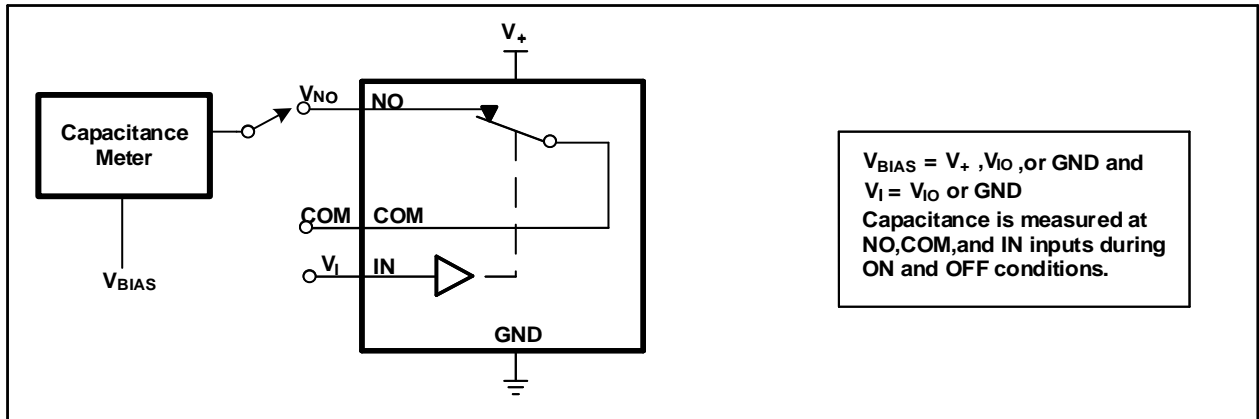 V+
VNO NO
Capacitance
Meter
COM COM
VI IN
VBIAS
GND
VBIAS = V+ ,VIO ,or GND and
VI = VIO or GND
Capacitance is measured at
NO,COM,and IN inputs during
ON and OFF conditions.